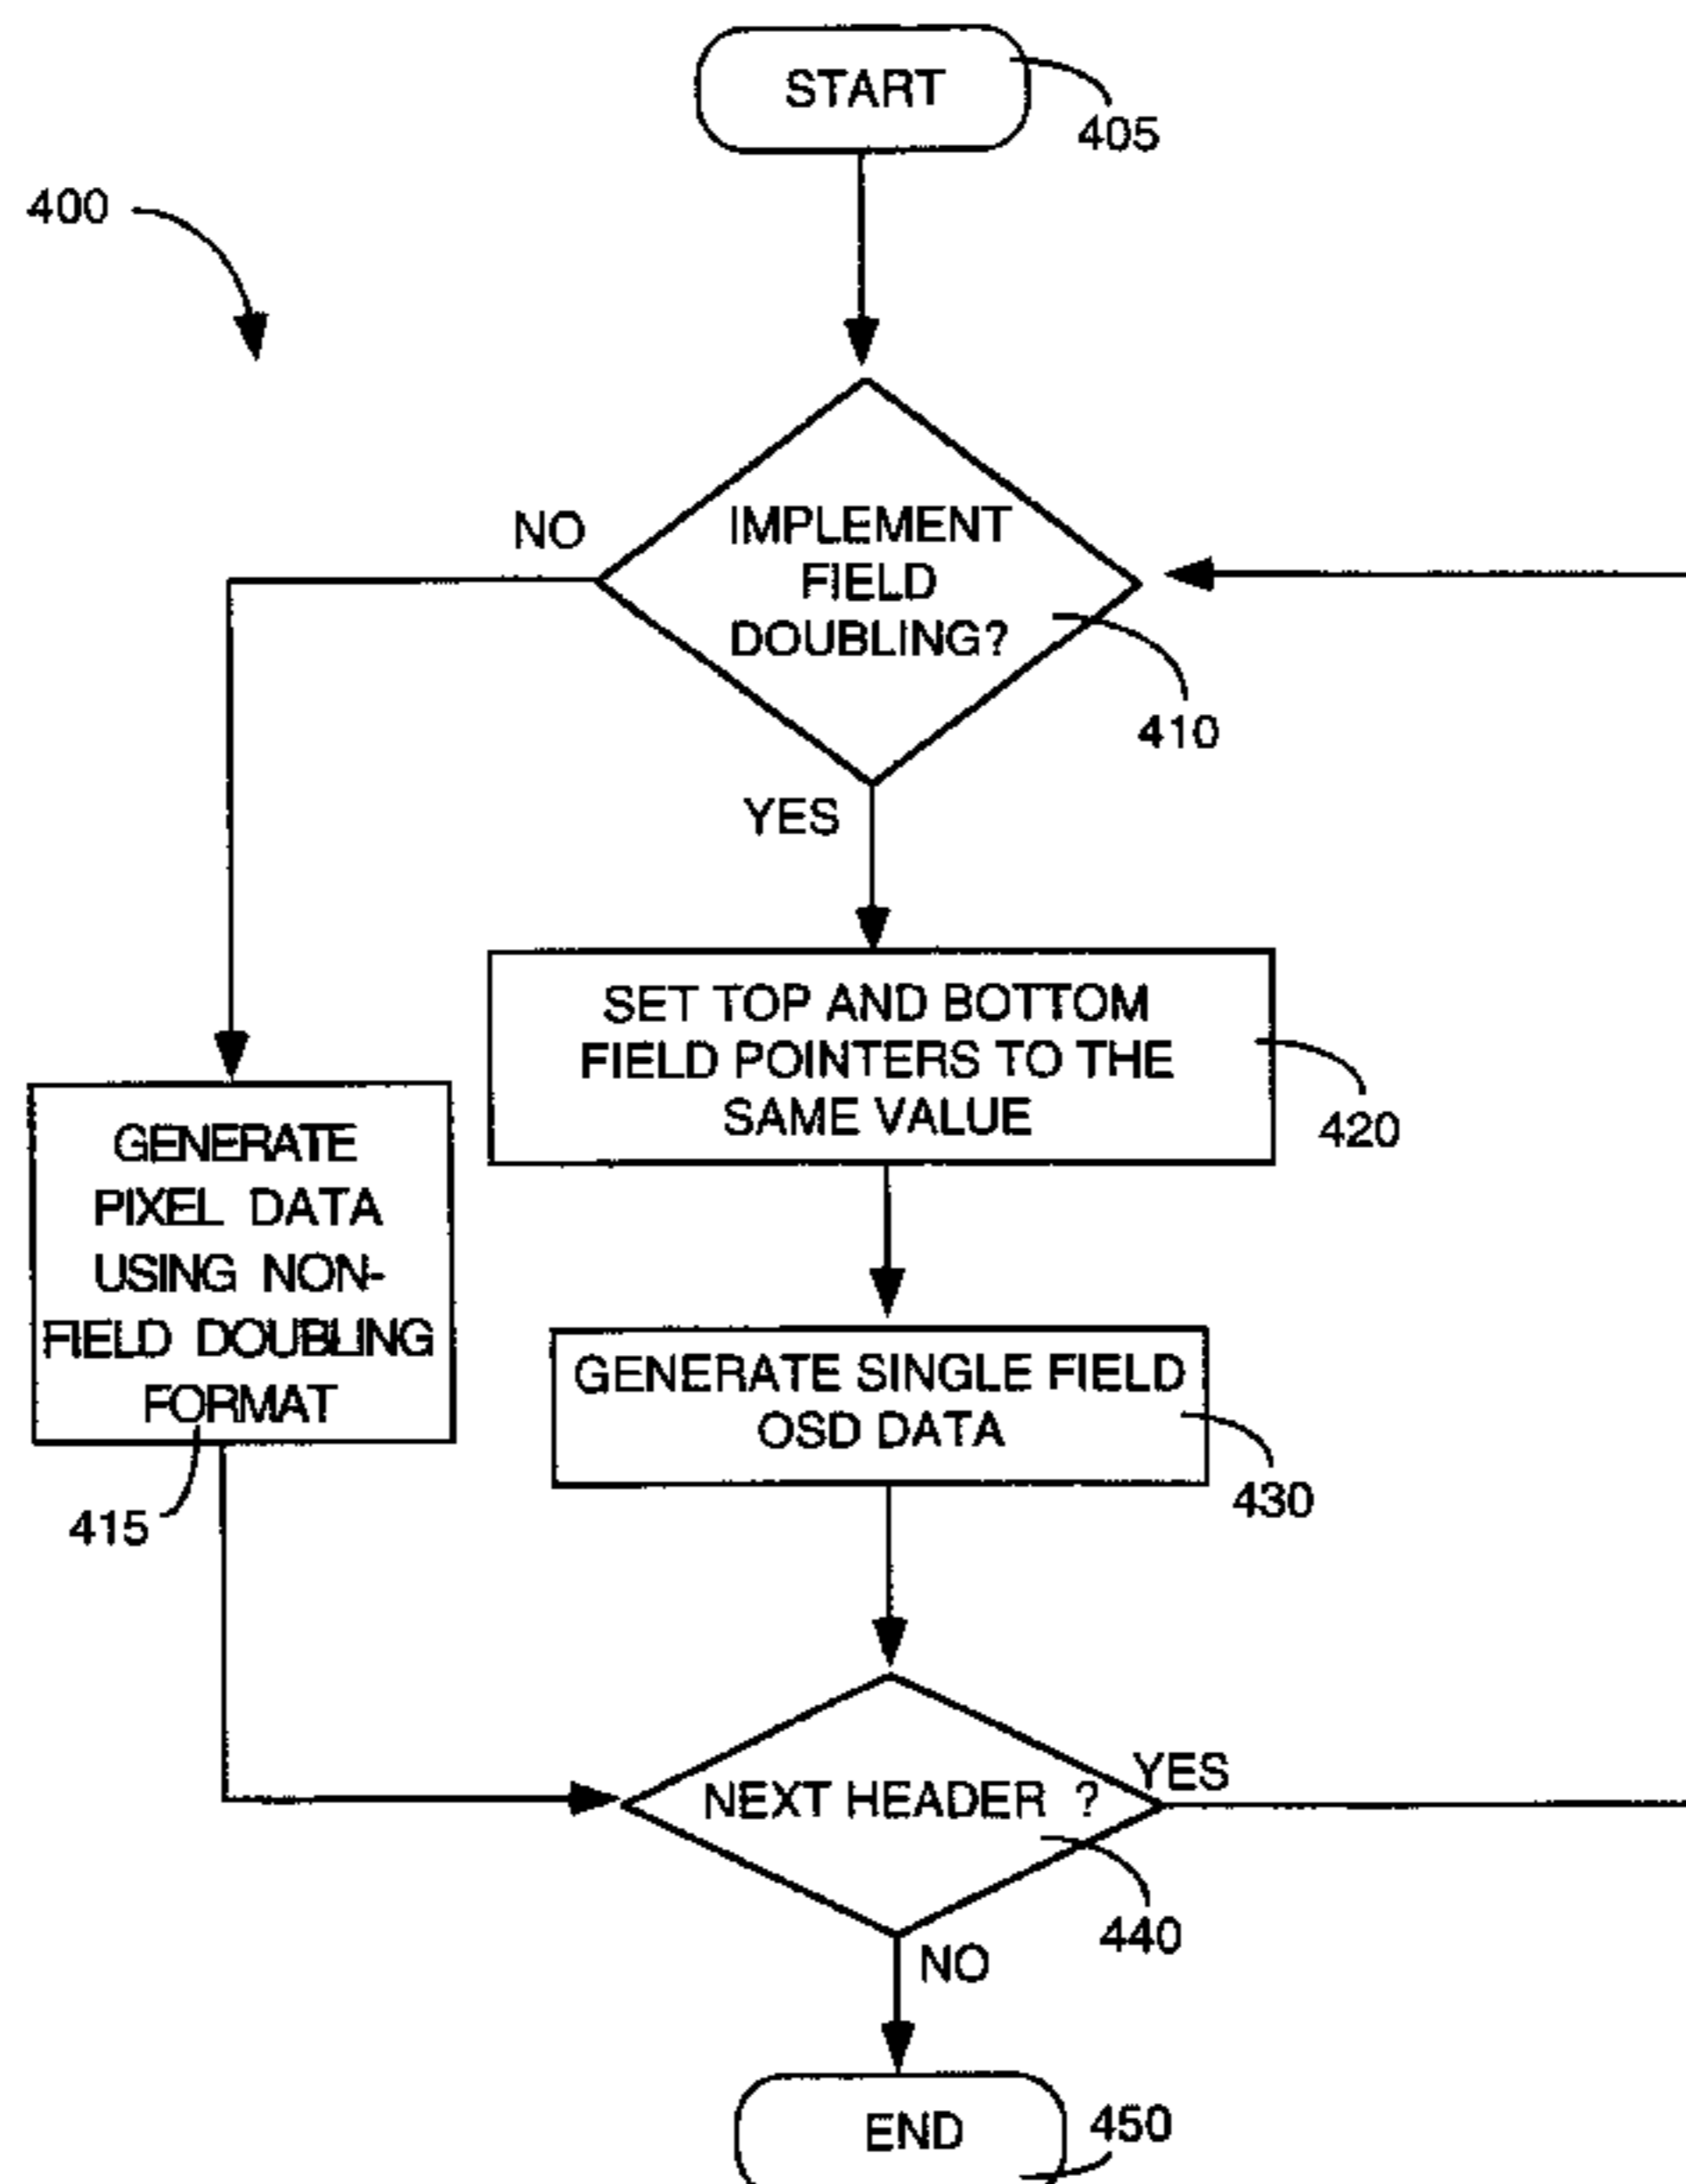 START
405
400
NO
IMPLEMENT
FIELD
DOUBLING?
410
YES
SET TOP AND BOTTOM
FIELD POINTERS TO THE
SAME VALUE
420
GENERATE
PIXEL DATA
USING NON-
FIELD DOUBLING
FORMAT
415
GENERATE SINGLE FIELD
OSD DATA
430
NEXT HEADER ?
YES
440
NO
END
450